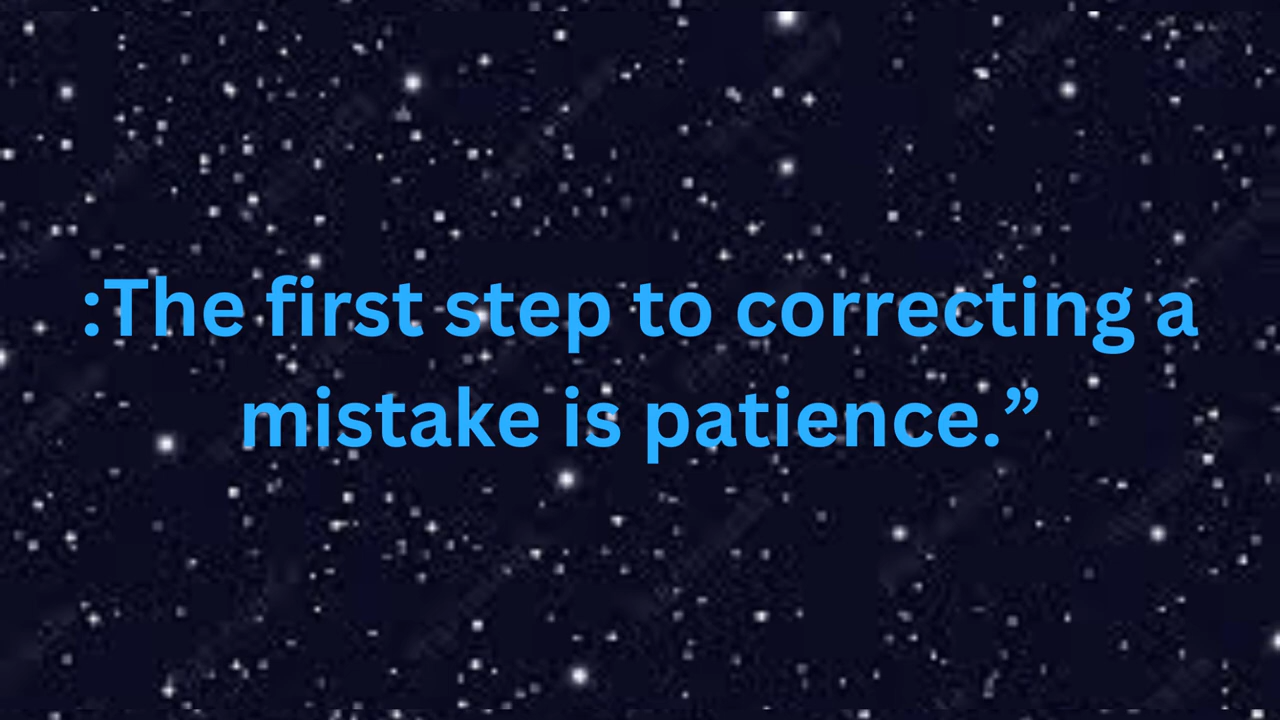 :The first step to correcting a
mistake is patience.”